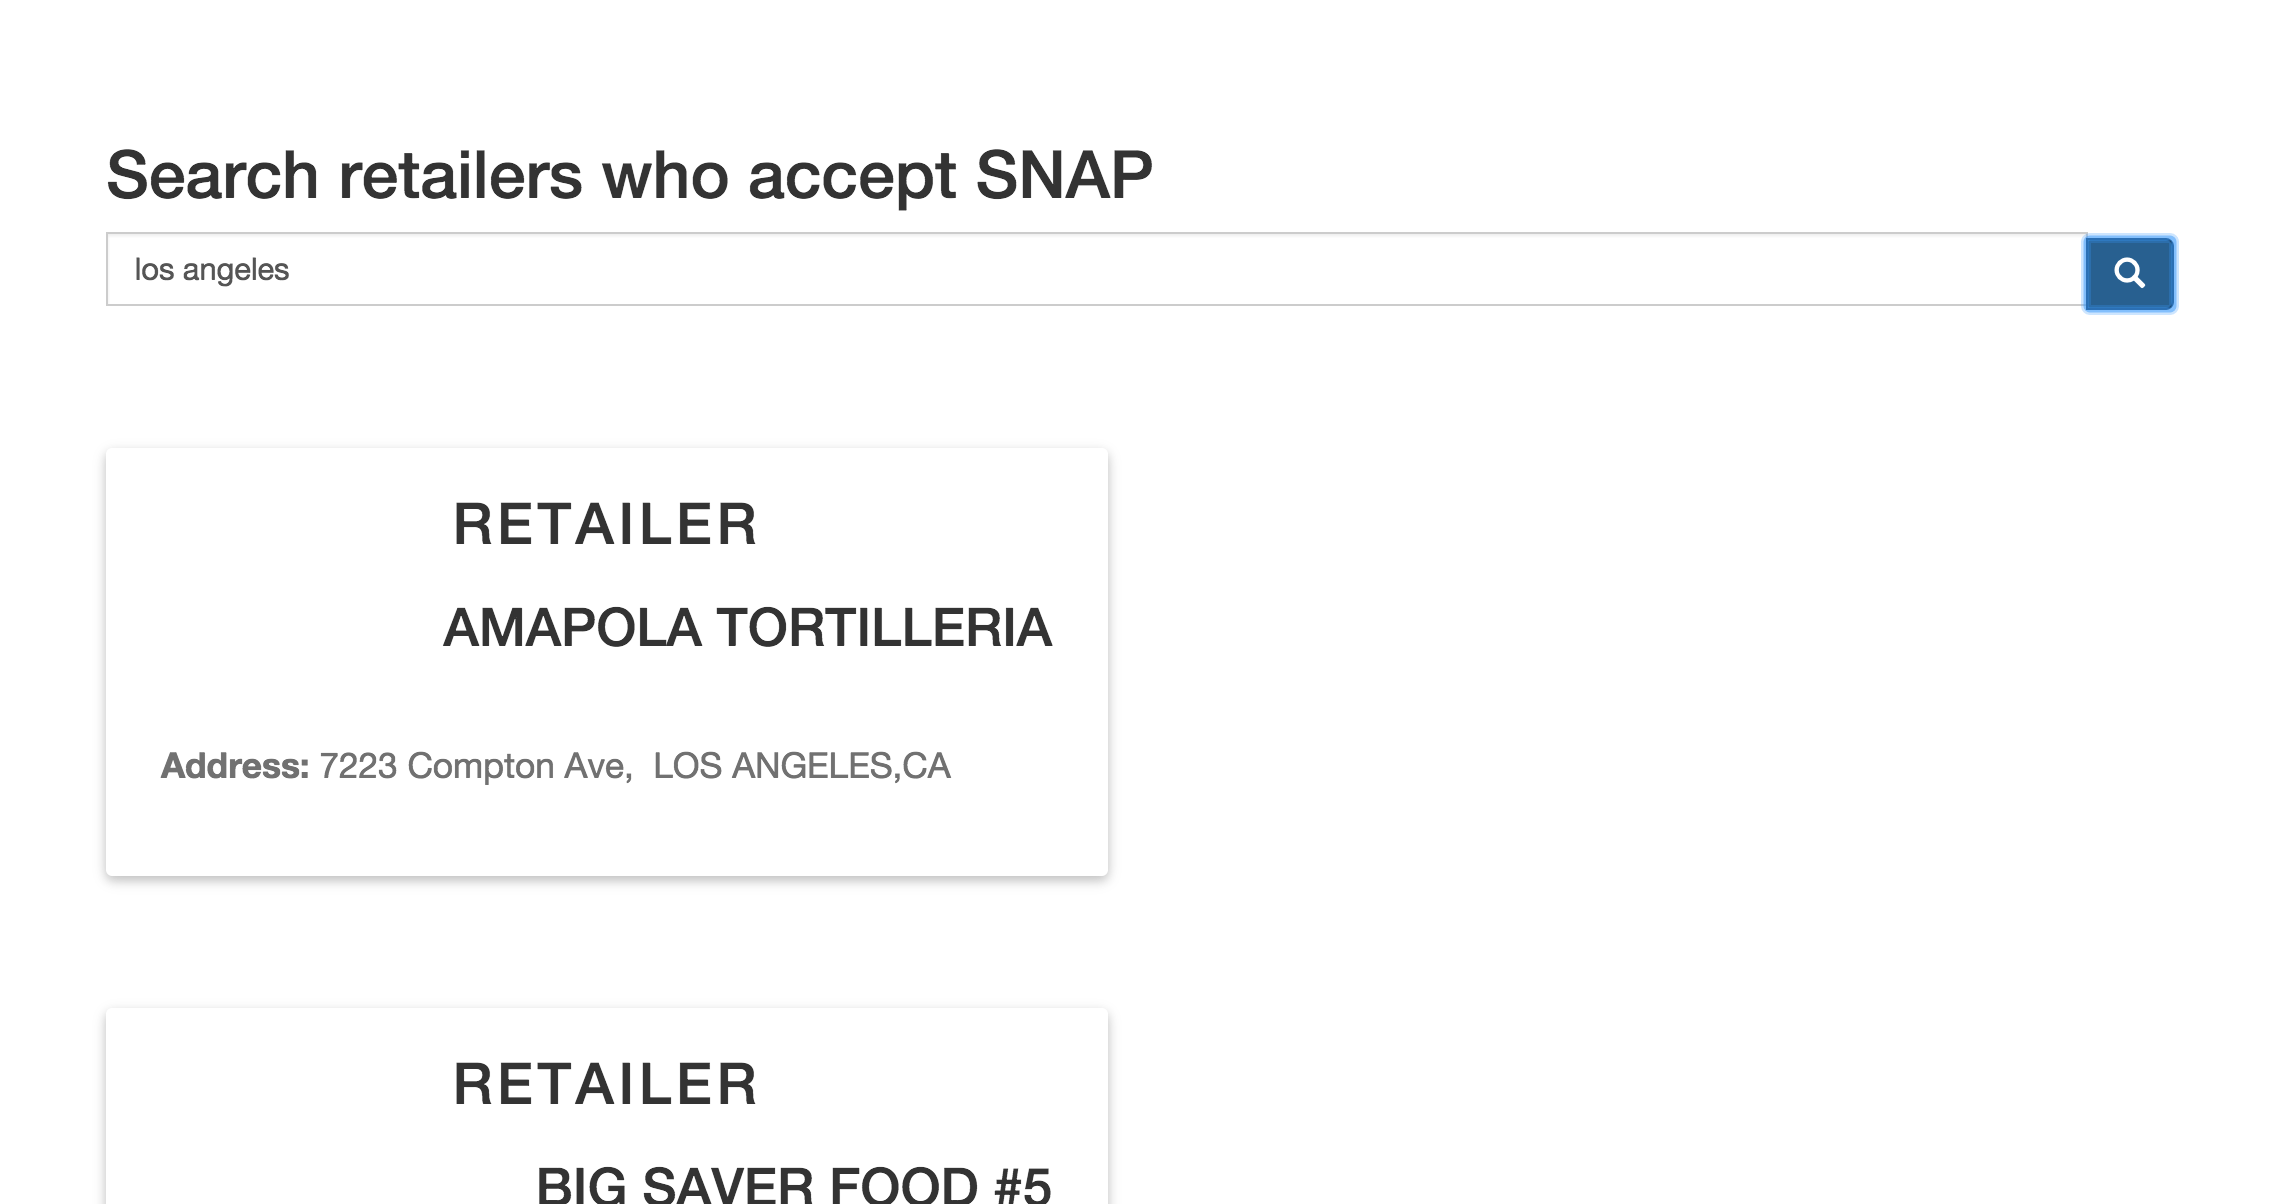 Search retailers who accept SNAP
los angeles
RETAILER
AMAPOLA TORTILLERIA
Address: 7223 Compton Ave,  LOS ANGELES,CA
RETAILER
BIG SAVER FOOD #5